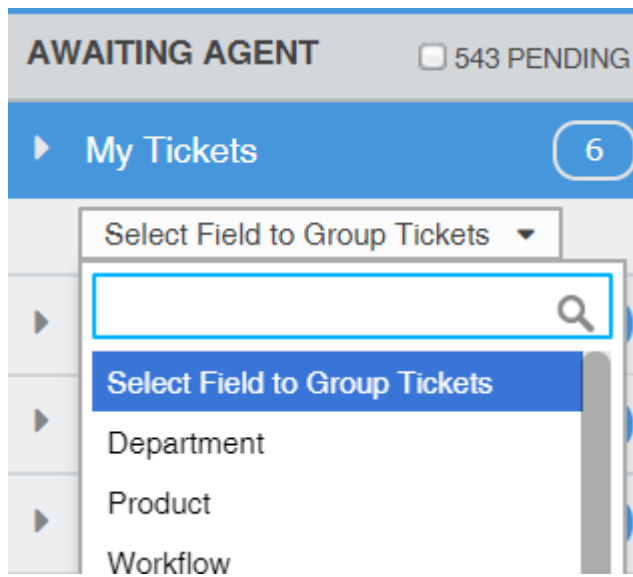 AWAITING AGENT 543 PENDING
My Tickets 6
Select Field to Group Tickets
Select Field to Group Tickets
Department
Product
Workflow